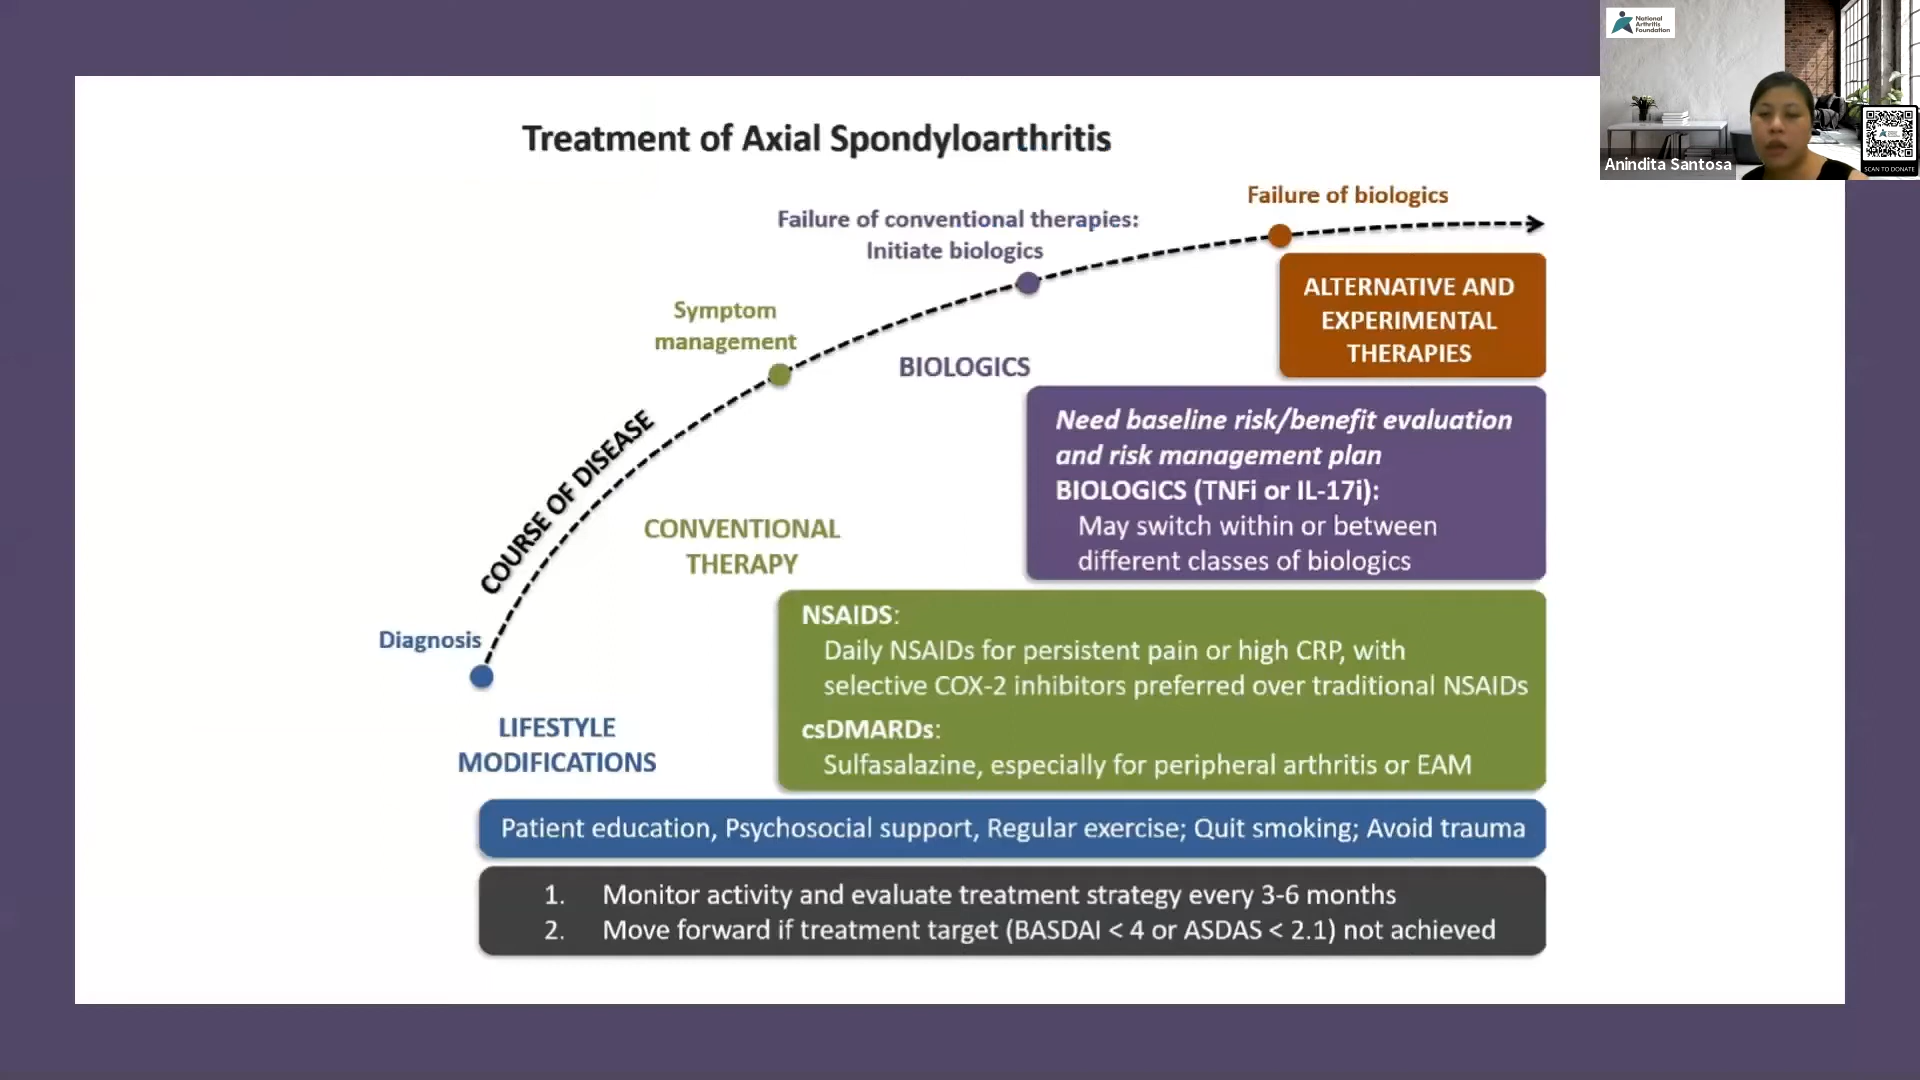 Treatment of Axial Spondyloarthritis
Failure of biologics
Failure of conventional therapies:
Initiate biologics
Symptom
management
BIOLOGICS
ALTERNATIVE AND
EXPERIMENTAL
THERAPIES
COURSE OF DISEASE
Need baseline risk/benefit evaluation
and risk management plan
BIOLOGICS (TNFi or IL-17i):
May switch within or between
different classes of biologics
CONVENTIONAL
THERAPY
Diagnosis
NSAIDS:
Daily NSAIDs for persistent pain or high CRP, with
selective COX-2 inhibitors preferred over traditional NSAIDs
csDMARDs:
Sulfasalazine, especially for peripheral arthritis or EAM
LIFESTYLE
MODIFICATIONS
Patient education, Psychosocial support, Regular exercise; Quit smoking; Avoid trauma
1. Monitor activity and evaluate treatment strategy every 3-6 months
2. Move forward if treatment target (BASDAI < 4 or ASDAS < 2.1) not achieved
National
Arthritis
Foundation
Anindita Santosa
SCAN TO DONATE